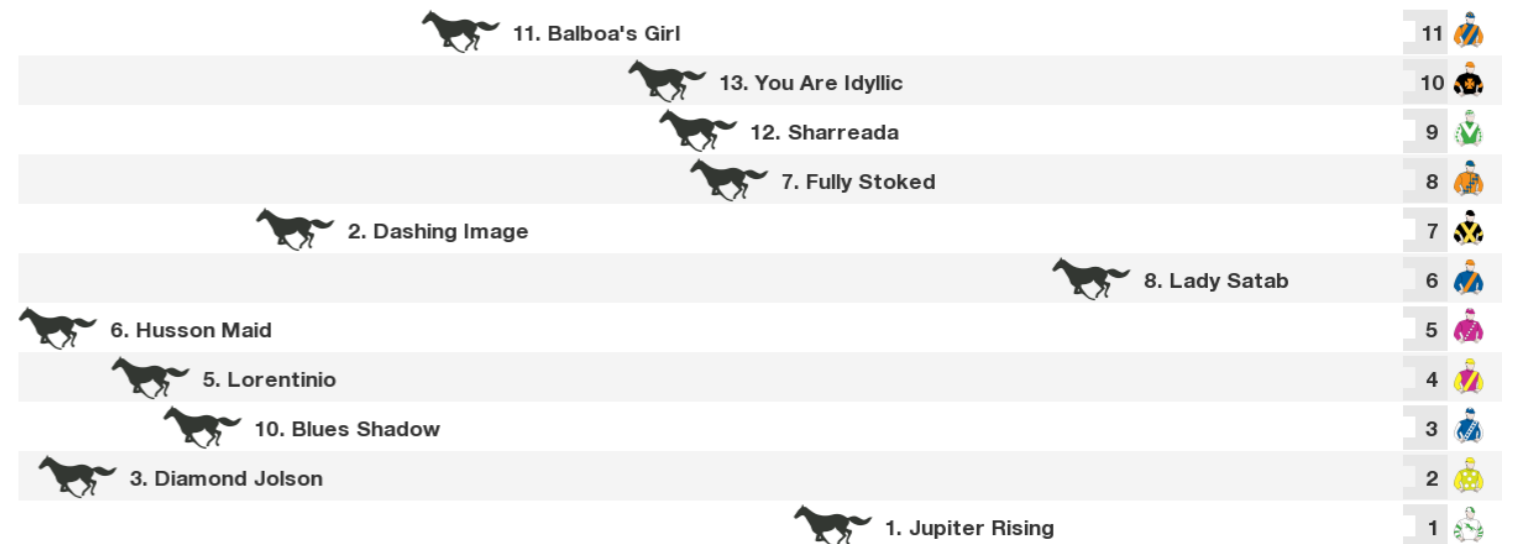 11. Balboa's Girl 11
13. You Are Idyllic 10
12. Sharreada 9
7. Fully Stoked 8
2. Dashing Image 7
8. Lady Satab 6
6. Husson Maid 5
5. Lorentinio 4
10. Blues Shadow 3
3. Diamond Jolson 2
1. Jupiter Rising 1